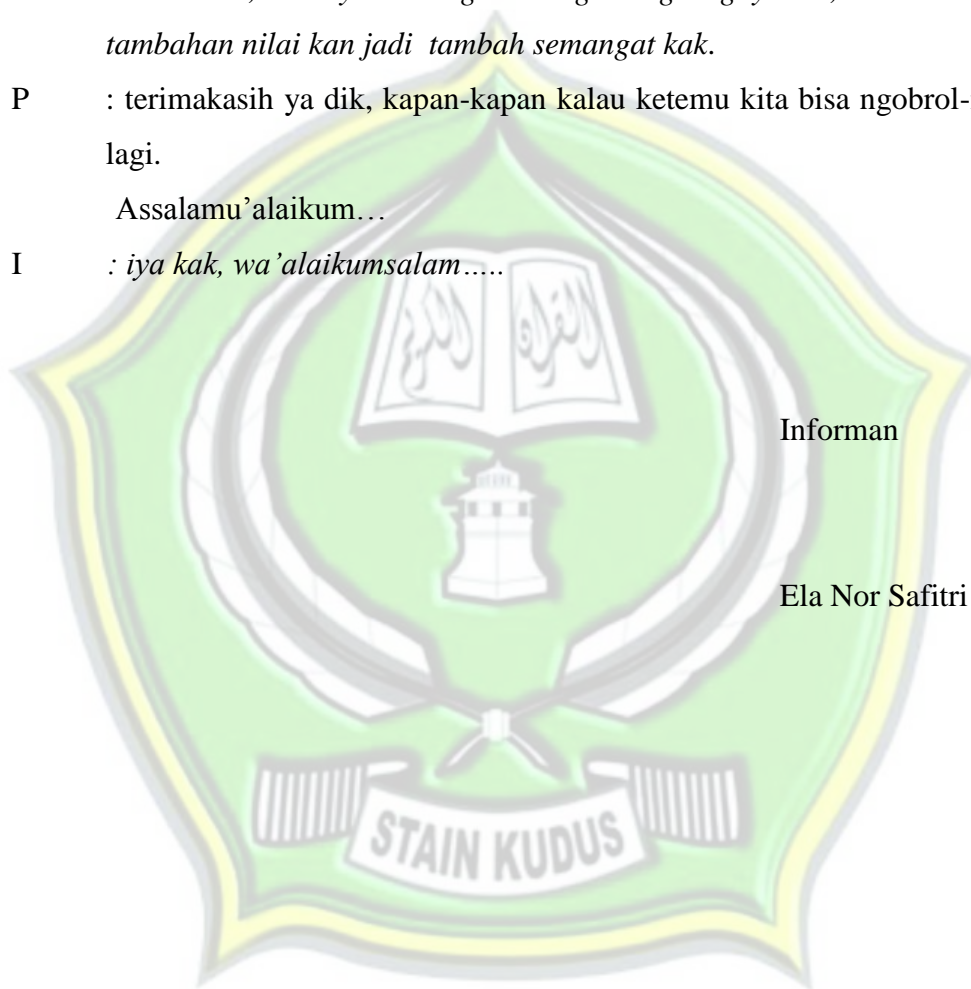 tambahan nilai kan jadi tambah semangat kak.
P : terimakasih ya dik, kapan-kapan kalau ketemu kita bisa ngobrol-
lagi.
Assalamu’alaikum…
I : iya kak, wa’alaikumsalam…..
القرآن
Informan
Ela Nor Safitri
STAIN KUDUS